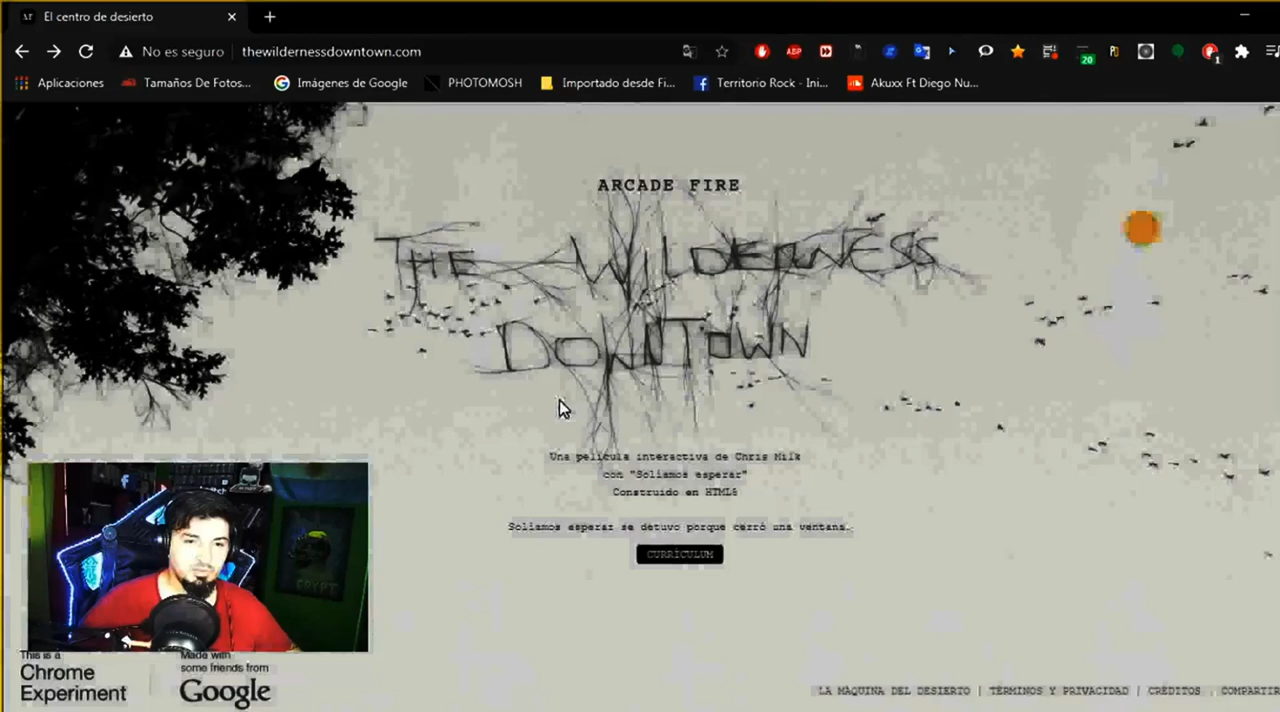 El centro de desierto
No es seguro
thewildernessdowntown.com
20
1
Aplicaciones
Tamaños De Fotos...
Imágenes de Google
PHOTOMOSH
Importado desde Fi...
Territorio Rock - Ini...
Akuxx Ft Diego Nu...
ARCADE FIRE
THE WILDERNESS
DOWNTOWN
Una película interactiva de Chris Milk
con "Solíamos esperar"
Construido en HTML5
Solíamos esperar se detuvo porque cerró una ventana.
CURRÍCULUM
CRYPT
This is a
Chrome
Experiment
Made with
some friends from
Google
LA MÁQUINA DEL DESIERTO | TÉRMINOS Y PRIVACIDAD | CRÉDITOS . COMPARTIR